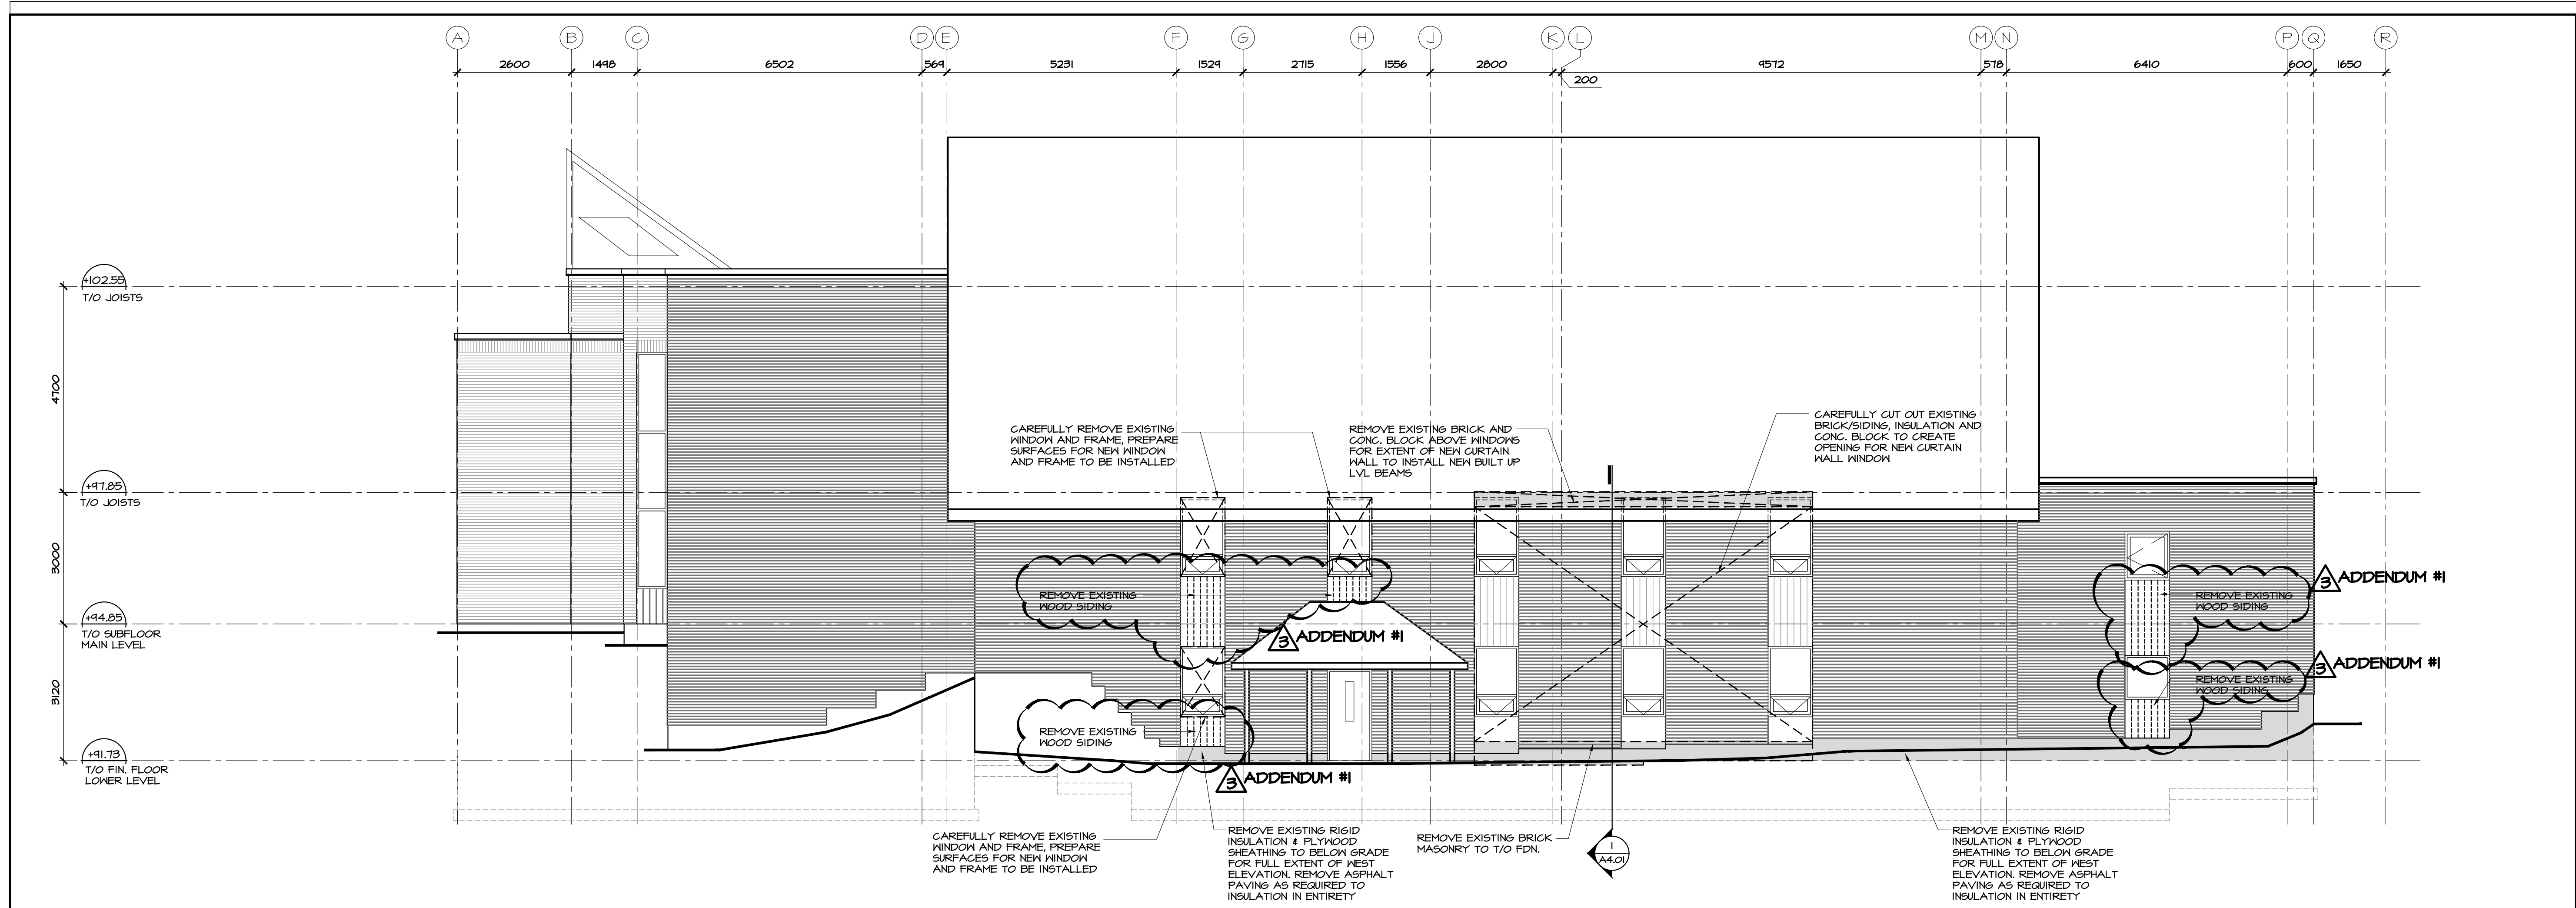 A B C D E F G H J K L M N P Q R
2600 1498 6502 569 5231 1529 2715 1556 2800 9572 578 6410 600 1650
200
+102.55
T/O JOISTS
4700
+97.85
T/O JOISTS
3000
+94.85
T/O SUBFLOOR
MAIN LEVEL
3120
+91.73
T/O FIN. FLOOR
LOWER LEVEL
CAREFULLY REMOVE EXISTING
WINDOW AND FRAME, PREPARE
SURFACES FOR NEW WINDOW
AND FRAME TO BE INSTALLED
REMOVE EXISTING BRICK AND
CONC. BLOCK ABOVE WINDOWS
FOR EXTENT OF NEW CURTAIN
WALL TO INSTALL NEW BUILT UP
LVL BEAMS
CAREFULLY CUT OUT EXISTING
BRICK/SIDING, INSULATION AND
CONC. BLOCK TO CREATE
OPENING FOR NEW CURTAIN
WALL WINDOW
REMOVE EXISTING
WOOD SIDING
3 ADDENDUM #1
REMOVE EXISTING
WOOD SIDING
3 ADDENDUM #1
REMOVE EXISTING
WOOD SIDING
3 ADDENDUM #1
REMOVE EXISTING
WOOD SIDING
3 ADDENDUM #1
CAREFULLY REMOVE EXISTING
WINDOW AND FRAME, PREPARE
SURFACES FOR NEW WINDOW
AND FRAME TO BE INSTALLED
REMOVE EXISTING RIGID
INSULATION & PLYWOOD
SHEATHING TO BELOW GRADE
FOR FULL EXTENT OF WEST
ELEVATION. REMOVE ASPHALT
PAVING AS REQUIRED TO
INSULATION IN ENTIRETY
REMOVE EXISTING BRICK
MASONRY TO T/O FDN.
1
A4.01
REMOVE EXISTING RIGID
INSULATION & PLYWOOD
SHEATHING TO BELOW GRADE
FOR FULL EXTENT OF WEST
ELEVATION. REMOVE ASPHALT
PAVING AS REQUIRED TO
INSULATION IN ENTIRETY